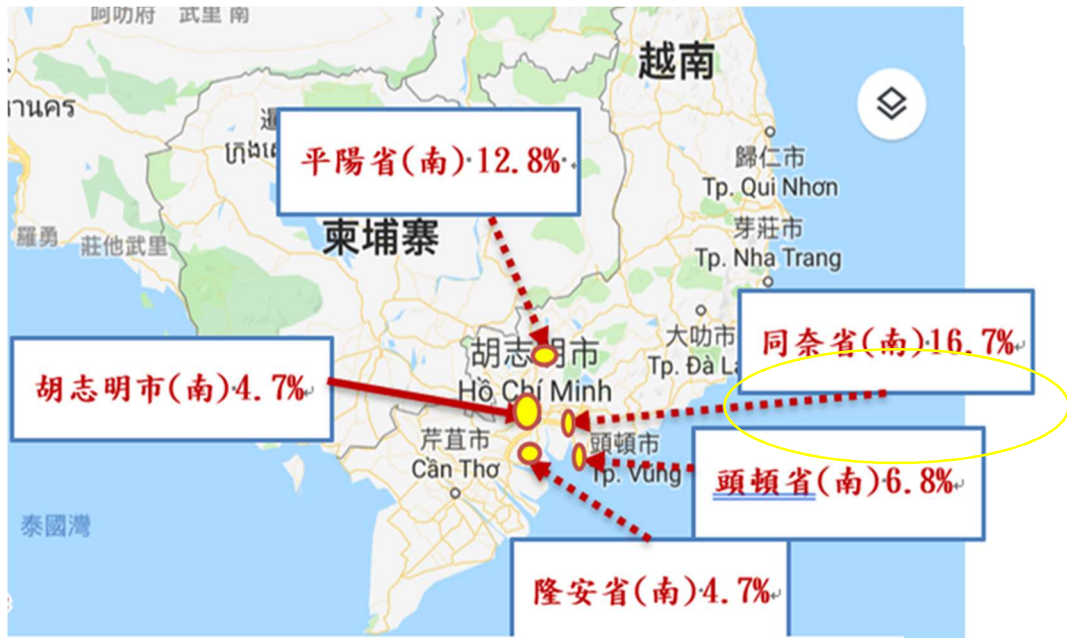 呵叻府 武里南
越南
นคร
平陽省(南) 12.8%
歸仁市
Tp. Qui Nhơn
羅勇
莊他武里
柬埔寨
芽莊市
Tp. Nha Trang
同奈省(南)16.7%
大叻市
Tp. Đà Lạ
胡志明市
Hồ Chí Minh
胡志明市(南)4.7%
芹苴市
Cần Thơ
頭頓市
Tp. Vũng
頭頓省(南)6.8%
泰國灣
隆安省(南)4.7%